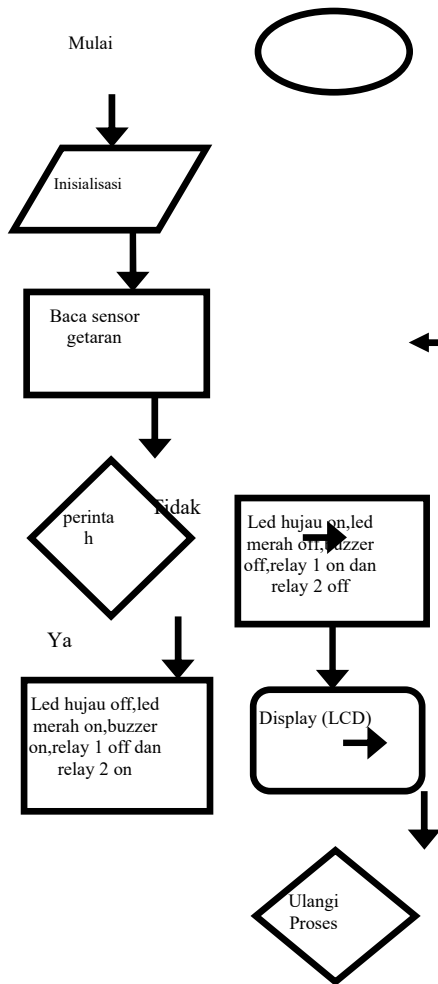 Mulai
Inisialisasi
Baca sensor
getaran
perinta
h
Tidak
Ya
Led hujau on,led
merah off,buzzer
off,relay 1 on dan
relay 2 off
Led hujau off,led
merah on,buzzer
on,relay 1 off dan
relay 2 on
Display (LCD)
Ulangi
Proses